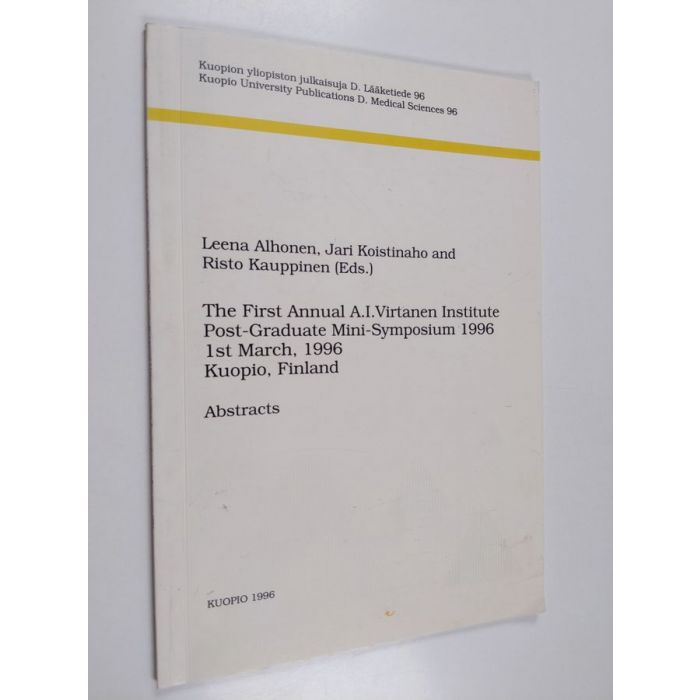 Kuopion yliopiston julkaisuja D. Lääketiede 96
Kuopio University Publications D. Medical Sciences 96
Leena Alhonen, Jari Koistinaho and
Risto Kauppinen (Eds.)
The First Annual A.I.Virtanen Institute
Post-Graduate Mini-Symposium 1996
1st March, 1996
Kuopio, Finland
Abstracts
KUOPIO 1996